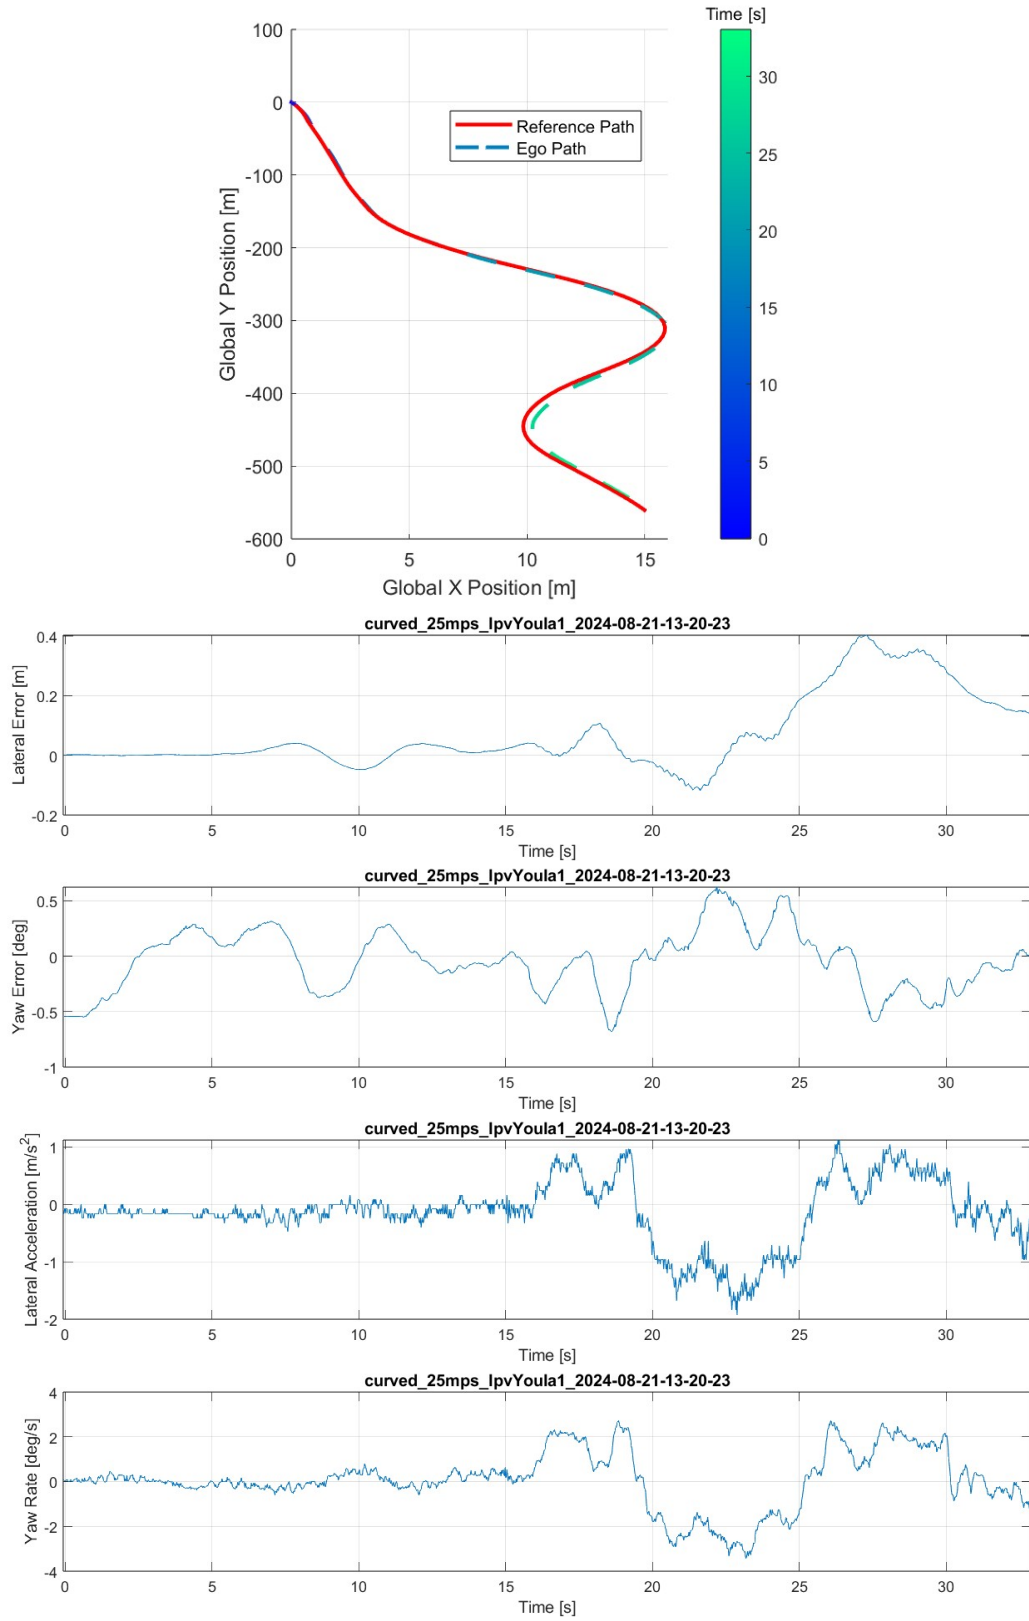 Time [s]
100
0
-100
-200
-300
-400
-500
-600
Global Y Position [m]
Reference Path
Ego Path
0 5 10 15
Global X Position [m]
30
25
20
15
10
5
0
curved_25mps_lpvYoula1_2024-08-21-13-20-23
Lateral Error [m]
0.4
0.2
0
-0.2
0 5 10 15 20 25 30
Time [s]
curved_25mps_lpvYoula1_2024-08-21-13-20-23
Yaw Error [deg]
0.5
0
-0.5
-1
0 5 10 15 20 25 30
Time [s]
curved_25mps_lpvYoula1_2024-08-21-13-20-23
Lateral Acceleration [m/s²]
1
0
-1
-2
0 5 10 15 20 25 30
Time [s]
curved_25mps_lpvYoula1_2024-08-21-13-20-23
Yaw Rate [deg/s]
4
2
0
-2
-4
0 5 10 15 20 25 30
Time [s]